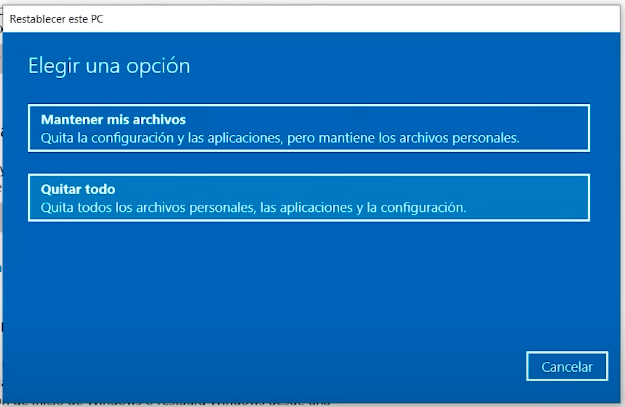 Restablecer este PC
Elegir una opción
Mantener mis archivos
Quita la configuración y las aplicaciones, pero mantiene los archivos personales.
Quitar todo
Quita todos los archivos personales, las aplicaciones y la configuración.
Cancelar